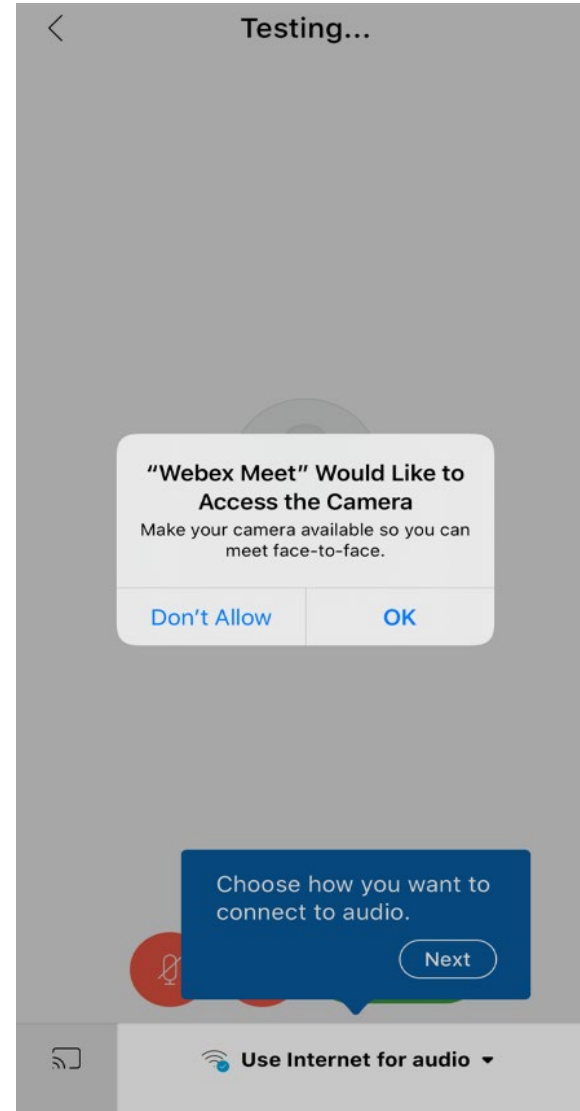 Testing...
"Webex Meet" Would Like to
Access the Camera
Make your camera available so you can
meet face-to-face.
Don't Allow
OK
Choose how you want to
connect to audio.
Next
Use Internet for audio